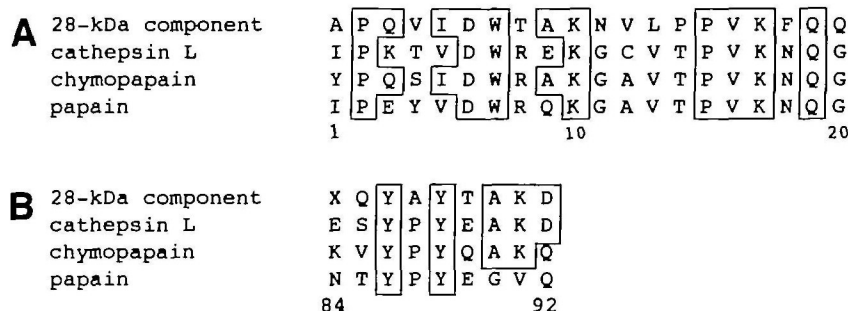 A 28-kDa component A P Q V I D W T A K N V L P P V K F Q Q
cathepsin L I P K T V D W R E K G C V T P V K N Q G
chymopapain Y P Q S I D W R A K G A V T P V K N Q G
papain I P E Y V D W R Q K G A V T P V K N Q G
1 10 20
B 28-kDa component X Q Y A Y T A K D
cathepsin L E S Y P Y E A K D
chymopapain K V Y P Y Q A K Q
papain N T Y P Y E G V Q
84 92